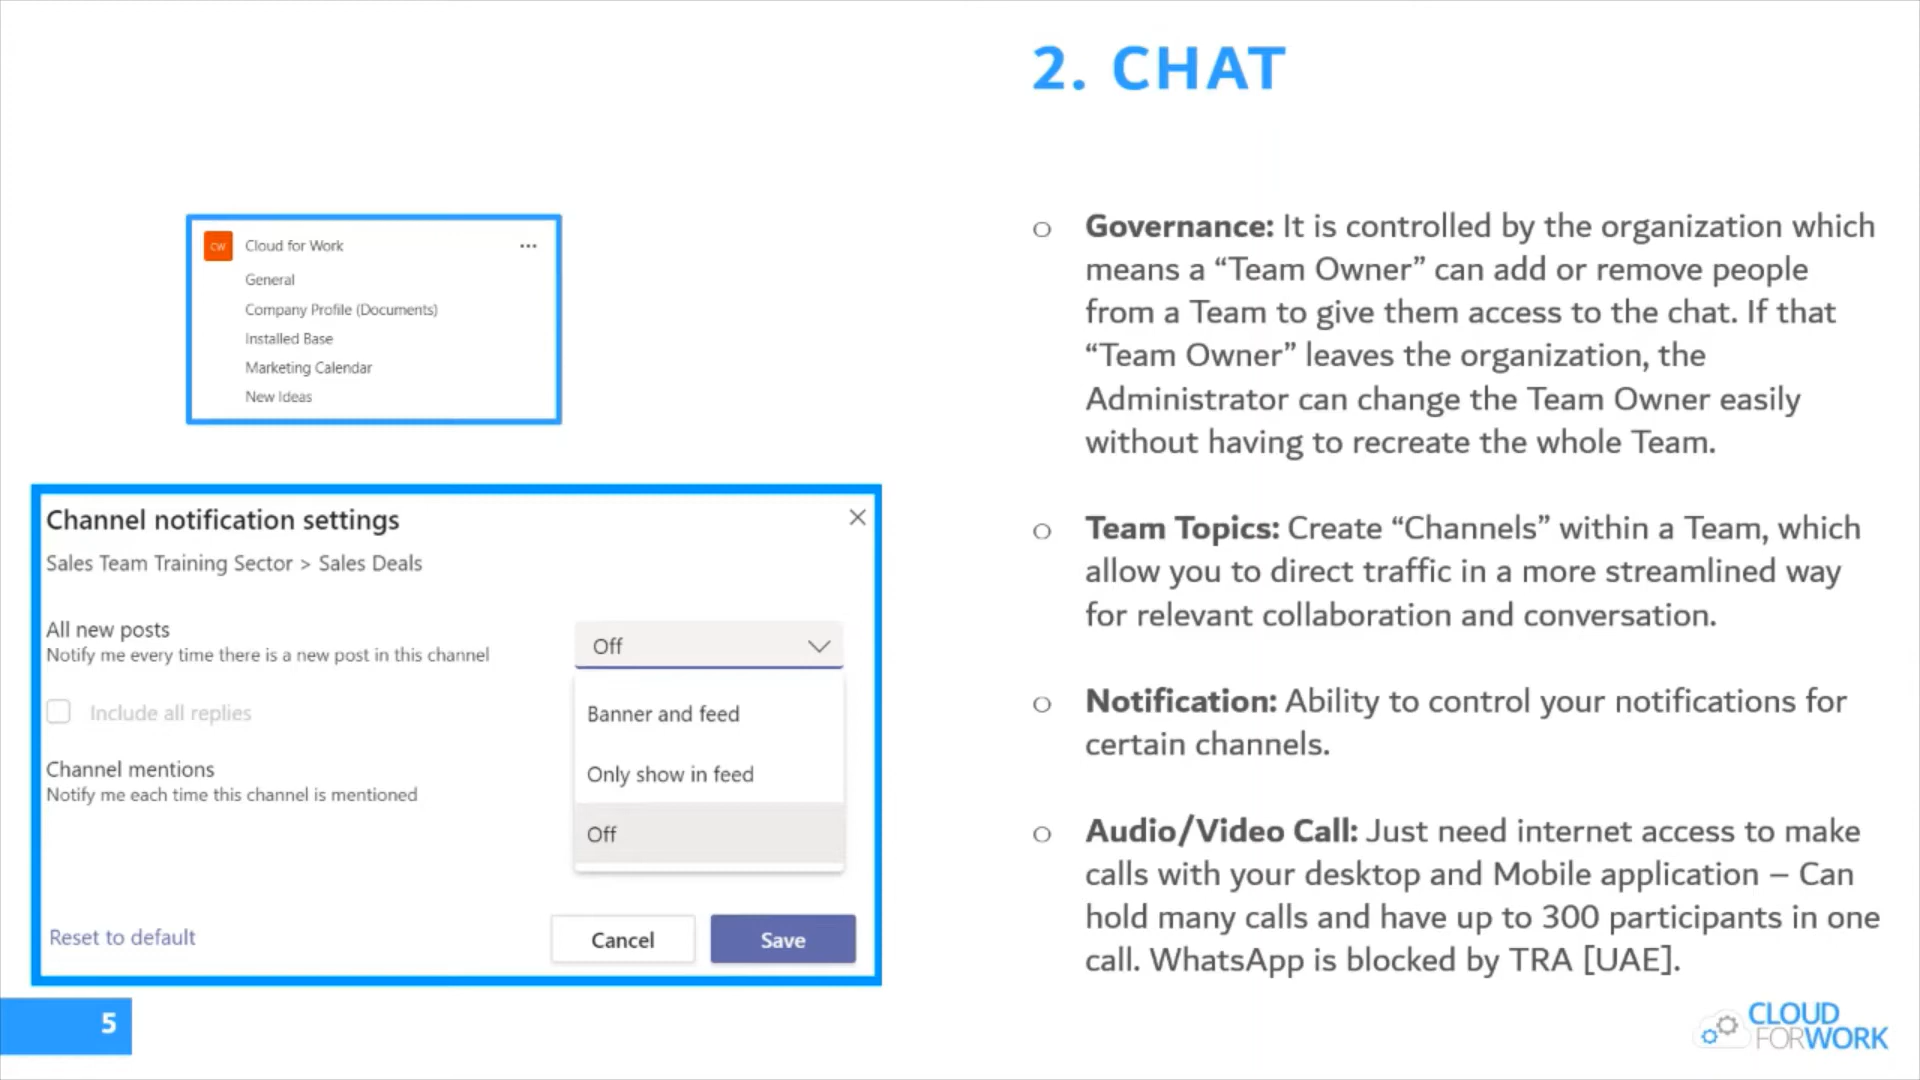 2. CHAT
CW Cloud for Work ...
General
Company Profile (Documents)
Installed Base
Marketing Calendar
New Ideas
Channel notification settings
Sales Team Training Sector > Sales Deals
All new posts
Notify me every time there is a new post in this channel
Off
Include all replies
Banner and feed
Only show in feed
Channel mentions
Notify me each time this channel is mentioned
Off
Reset to default
Cancel
Save
○ Governance: It is controlled by the organization which
means a “Team Owner” can add or remove people
from a Team to give them access to the chat. If that
“Team Owner” leaves the organization, the
Administrator can change the Team Owner easily
without having to recreate the whole Team.
○ Team Topics: Create “Channels” within a Team, which
allow you to direct traffic in a more streamlined way
for relevant collaboration and conversation.
○ Notification: Ability to control your notifications for
certain channels.
○ Audio/Video Call: Just need internet access to make
calls with your desktop and Mobile application – Can
hold many calls and have up to 300 participants in one
call. WhatsApp is blocked by TRA [UAE].
5
CLOUD
FORWORK